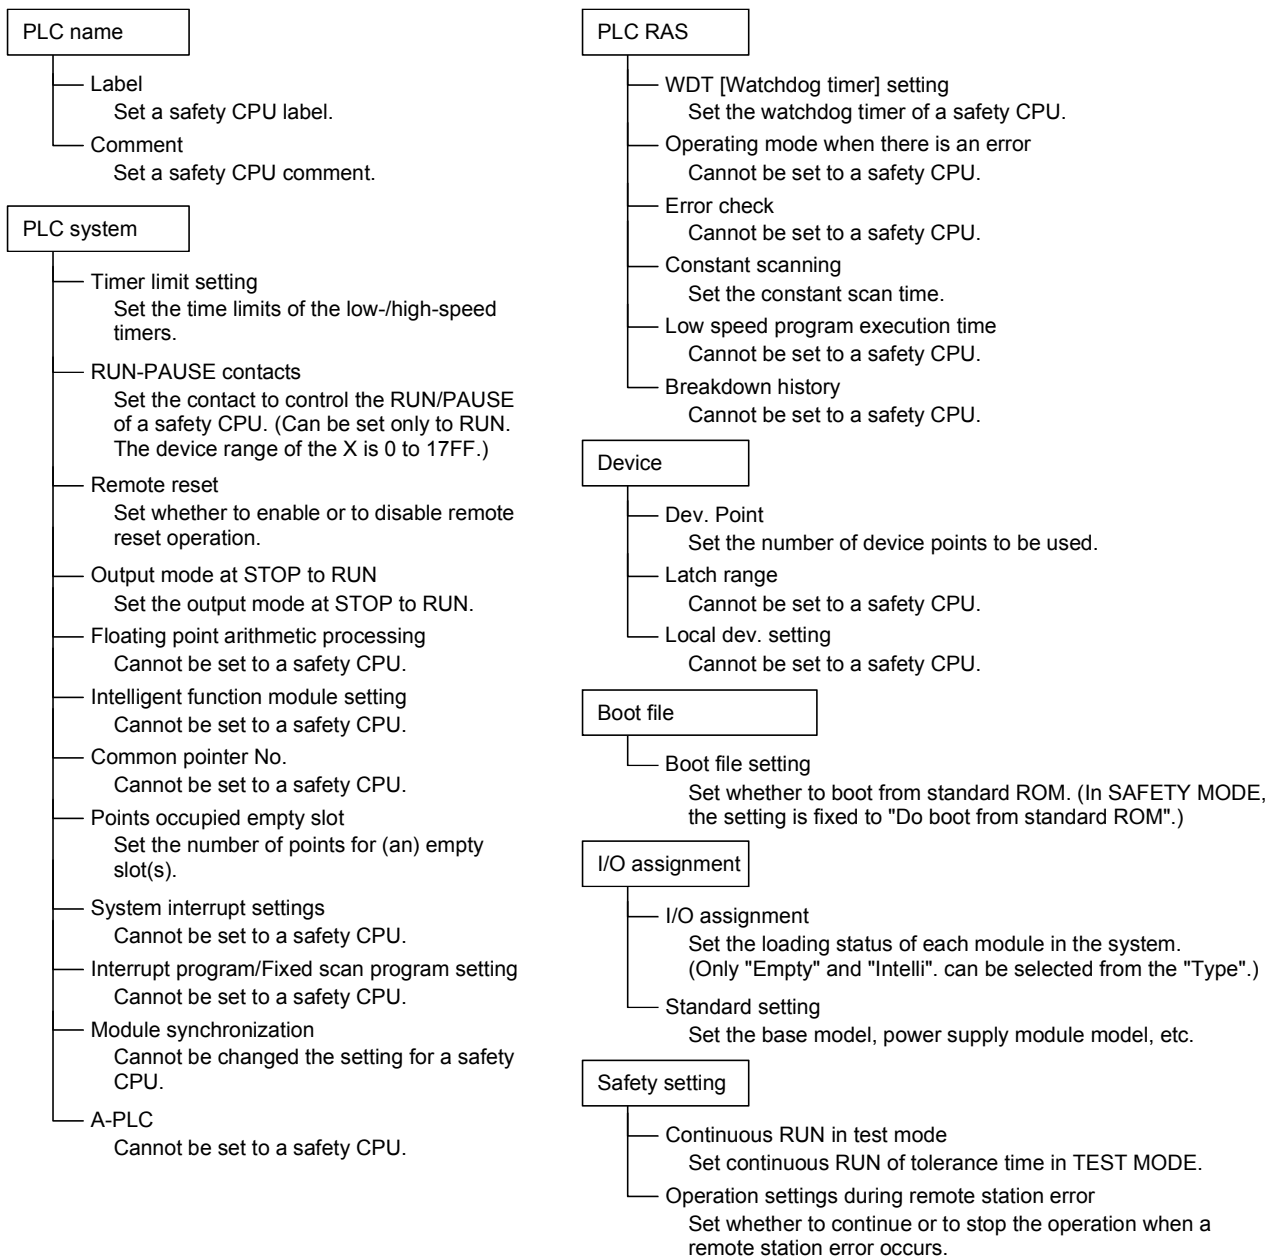 PLC name
Label
Set a safety CPU label.
Comment
Set a safety CPU comment.
PLC system
Timer limit setting
Set the time limits of the low-/high-speed
timers.
RUN-PAUSE contacts
Set the contact to control the RUN/PAUSE
of a safety CPU. (Can be set only to RUN.
The device range of the X is 0 to 17FF.)
Remote reset
Set whether to enable or to disable remote
reset operation.
Output mode at STOP to RUN
Set the output mode at STOP to RUN.
Floating point arithmetic processing
Cannot be set to a safety CPU.
Intelligent function module setting
Cannot be set to a safety CPU.
Common pointer No.
Cannot be set to a safety CPU.
Points occupied empty slot
Set the number of points for (an) empty
slot(s).
System interrupt settings
Cannot be set to a safety CPU.
Interrupt program/Fixed scan program setting
Cannot be set to a safety CPU.
Module synchronization
Cannot be changed the setting for a safety
CPU.
A-PLC
Cannot be set to a safety CPU.
PLC RAS
WDT [Watchdog timer] setting
Set the watchdog timer of a safety CPU.
Operating mode when there is an error
Cannot be set to a safety CPU.
Error check
Cannot be set to a safety CPU.
Constant scanning
Set the constant scan time.
Low speed program execution time
Cannot be set to a safety CPU.
Breakdown history
Cannot be set to a safety CPU.
Device
Dev. Point
Set the number of device points to be used.
Latch range
Cannot be set to a safety CPU.
Local dev. setting
Cannot be set to a safety CPU.
Boot file
Boot file setting
Set whether to boot from standard ROM. (In SAFETY MODE,
the setting is fixed to "Do boot from standard ROM".)
I/O assignment
I/O assignment
Set the loading status of each module in the system.
(Only "Empty" and "Intelli". can be selected from the "Type".)
Standard setting
Set the base model, power supply module model, etc.
Safety setting
Continuous RUN in test mode
Set continuous RUN of tolerance time in TEST MODE.
Operation settings during remote station error
Set whether to continue or to stop the operation when a
remote station error occurs.